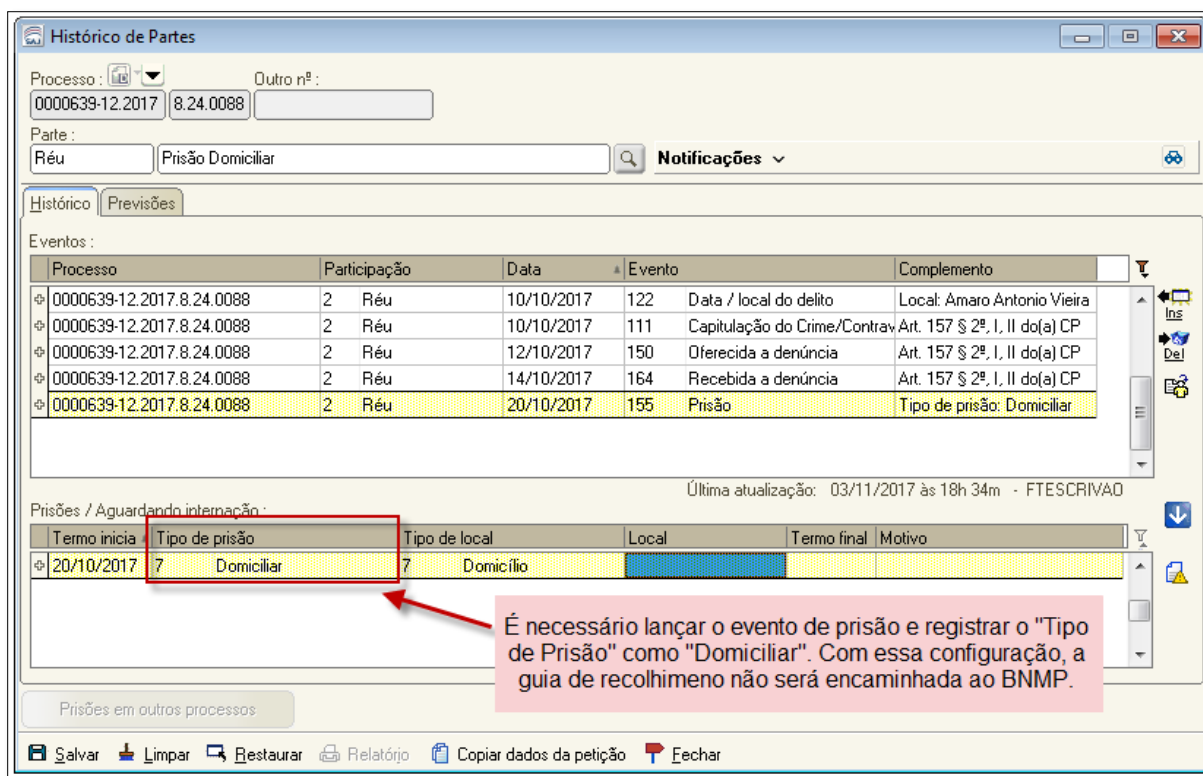 Histórico de Partes
Processo : Outro nº :
0000639-12.2017 8.24.0088
Parte :
Réu Prisão Domiciliar Notificações
Histórico Previsões
Eventos :
Processo Participação Data Evento Complemento
0000639-12.2017.8.24.0088 2 Réu 10/10/2017 122 Data / local do delito Local: Amaro Antonio Vieira
0000639-12.2017.8.24.0088 2 Réu 10/10/2017 111 Capitulação do Crime/Contrav Art. 157 § 2º, I, II do(a) CP
0000639-12.2017.8.24.0088 2 Réu 12/10/2017 150 Oferecida a denúncia Art. 157 § 2º, I, II do(a) CP
0000639-12.2017.8.24.0088 2 Réu 14/10/2017 164 Recebida a denúncia Art. 157 § 2º, I, II do(a) CP
0000639-12.2017.8.24.0088 2 Réu 20/10/2017 155 Prisão Tipo de prisão: Domiciliar
Ins
Del
Última atualização: 03/11/2017 às 18h 34m - FTESCRIVAO
Prisões / Aguardando internação :
Termo inicia Tipo de prisão Tipo de local Local Termo final Motivo
20/10/2017 7 Domiciliar 7 Domicílio
É necessário lançar o evento de prisão e registrar o "Tipo
de Prisão" como "Domiciliar". Com essa configuração, a
guia de recolhimeno não será encaminhada ao BNMP.
Prisões em outros processos
Salvar Limpar Restaurar Relatório Copiar dados da petição Fechar